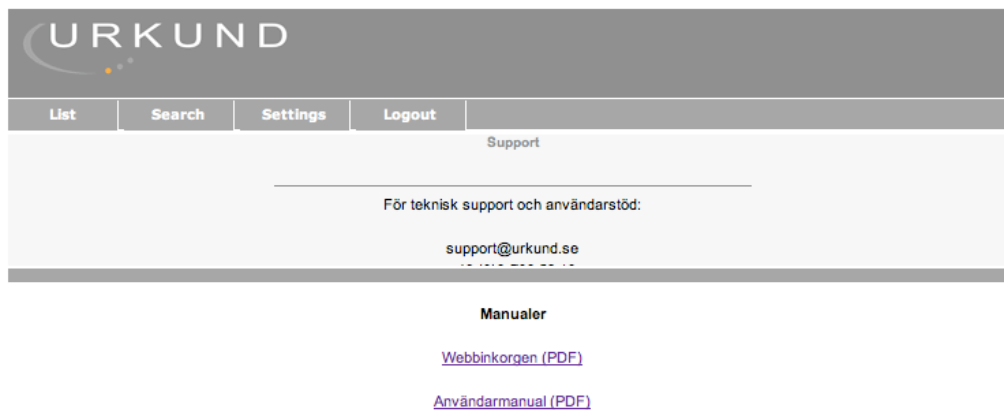 URKUND
List Search Settings Logout
Support
För teknisk support och användarstöd:
support@urkund.se
Manualer
Webbinkorgen (PDF)
Användarmanual (PDF)